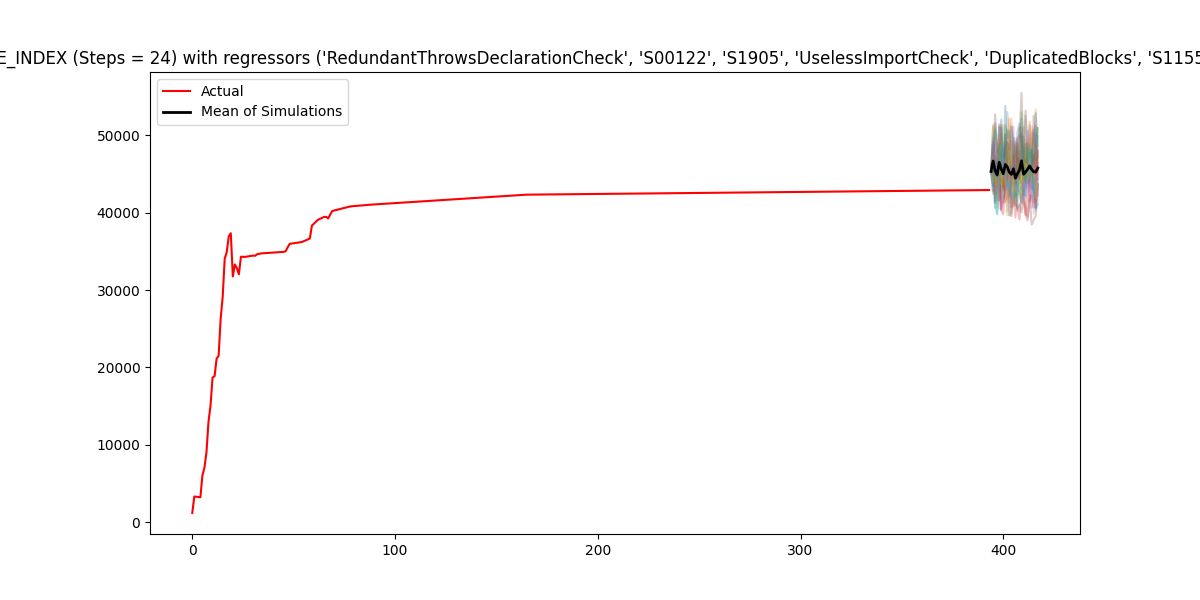 E_INDEX (Steps = 24) with regressors ('RedundantThrowsDeclarationCheck', 'S00122', 'S1905', 'UselessImportCheck', 'DuplicatedBlocks', 'S1155
Actual
Mean of Simulations
50000
40000
30000
20000
10000
0
0 100 200 300 400